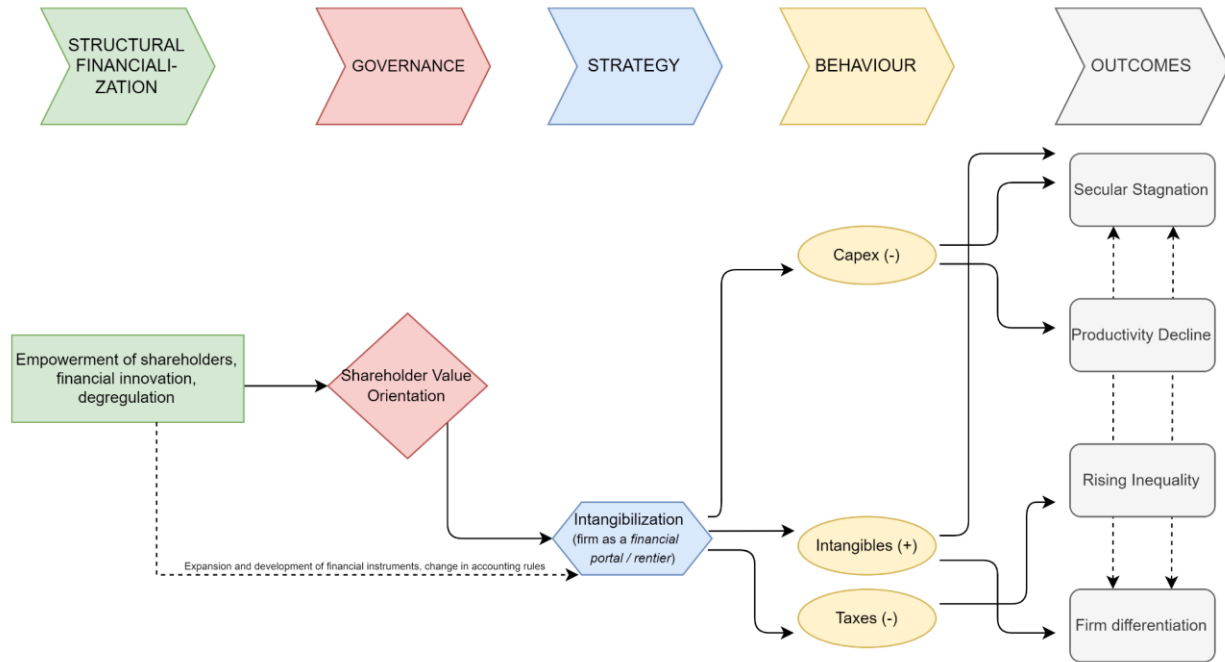 STRUCTURAL
FINANCIALI-
ZATION
GOVERNANCE
STRATEGY
BEHAVIOUR
OUTCOMES
Empowerment of shareholders,
financial innovation,
degregulation
Shareholder Value
Orientation
Expansion and development of financial instruments, change in accounting rules
Intangibilization
(firm as a financial
portal / rentier)
Capex (-)
Intangibles (+)
Taxes (-)
Secular Stagnation
Productivity Decline
Rising Inequality
Firm differentiation